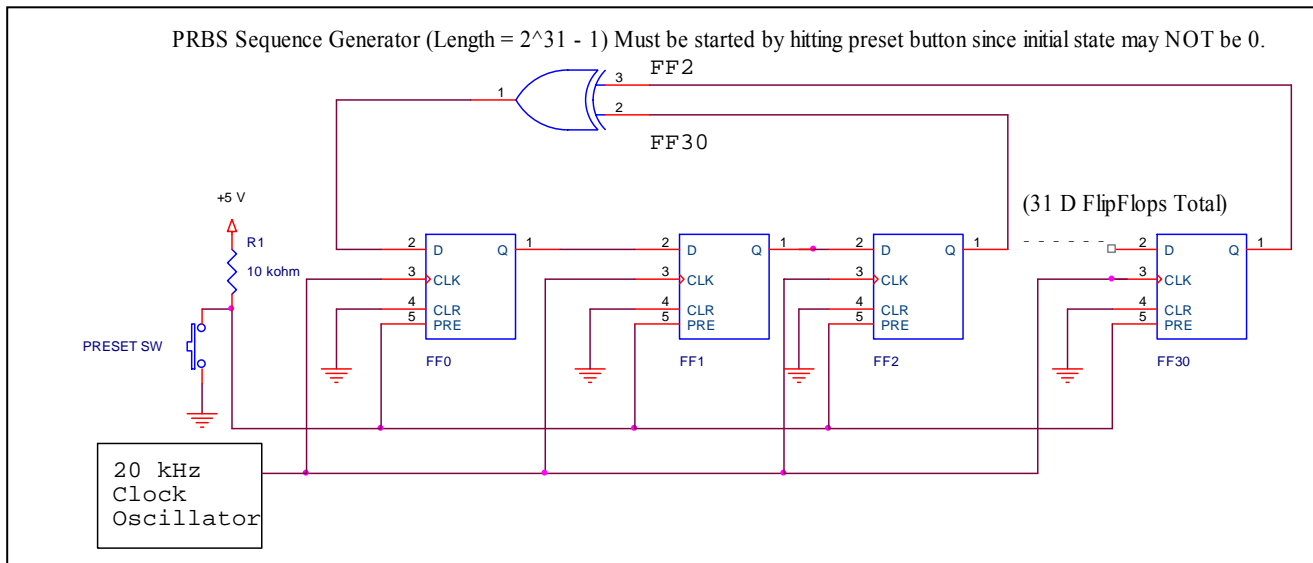 PRBS Sequence Generator (Length = 2^31 - 1) Must be started by hitting preset button since initial state may NOT be 0.
FF2
1
3
2
FF30
+5 V
R1
10 kohm
(31 D FlipFlops Total)
PRESET SW
2 D Q 1
3 CLK
4 CLR
5 PRE
FF0
2 D Q 1
3 CLK
4 CLR
5 PRE
FF1
2 D Q 1
3 CLK
4 CLR
5 PRE
FF2
2 D Q 1
3 CLK
4 CLR
5 PRE
FF30
20 kHz
Clock
Oscillator